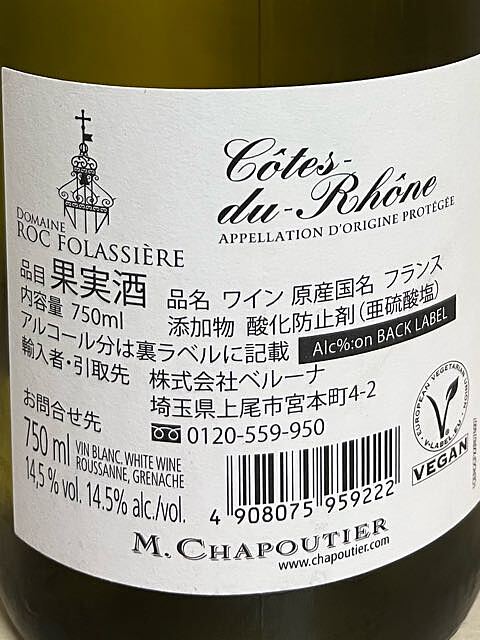 DOMAINE
ROC FOLASSIÈRE
Côtes-
du-Rhône
APPELLATION D'ORIGINE PROTÉGÉE
品目 果実酒 品名 ワイン 原産国名 フランス
内容量 750ml 添加物 酸化防止剤(亜硫酸塩)
アルコール分は裏ラベルに記載 Alc%:on BACK LABEL
輸入者・引取先 株式会社ベルーナ
埼玉県上尾市宮本町4-2
お問合せ先 0120-559-950
750 ml VIN BLANC, WHITE WINE
ROUSSANNE, GRENACHE
14,5 % vol. 14.5% alc./vol.
4 908075 959222
EUROPEAN VEGETARIAN UNION
V-LABEL.EU
VEGAN
M. CHAPOUTIER
www.chapoutier.com